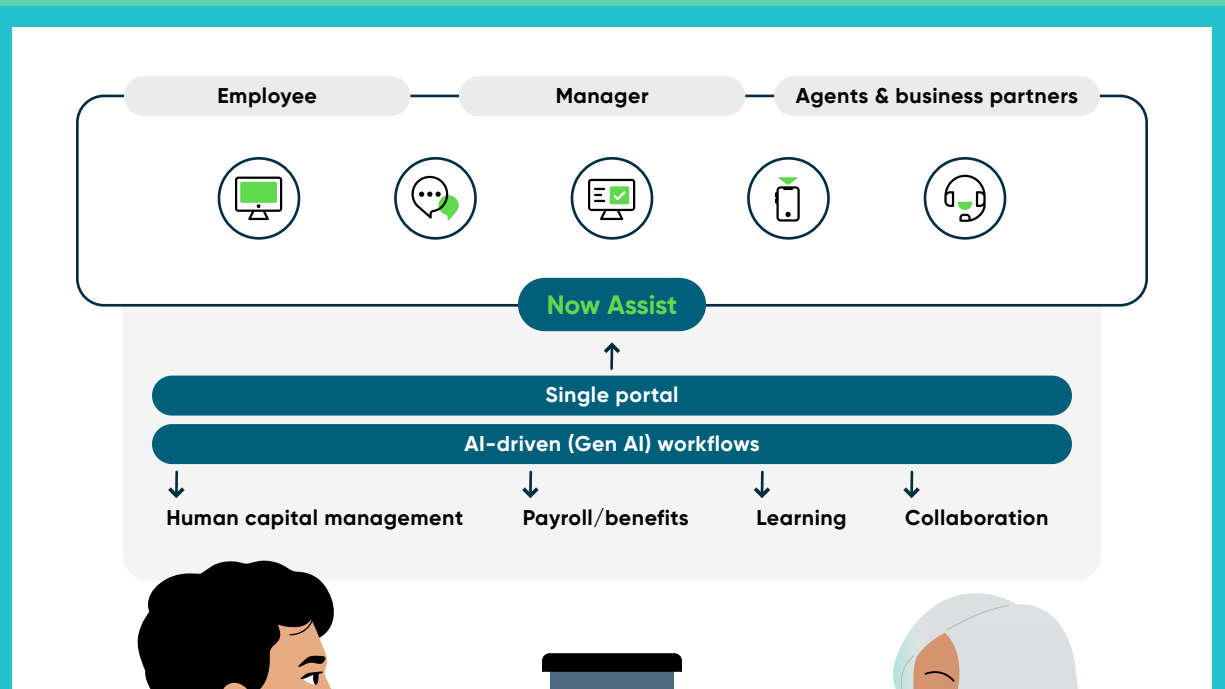 Employee
Manager
Agents & business partners
Now Assist
Single portal
AI-driven (Gen AI) workflows
Human capital management
Payroll/benefits
Learning
Collaboration